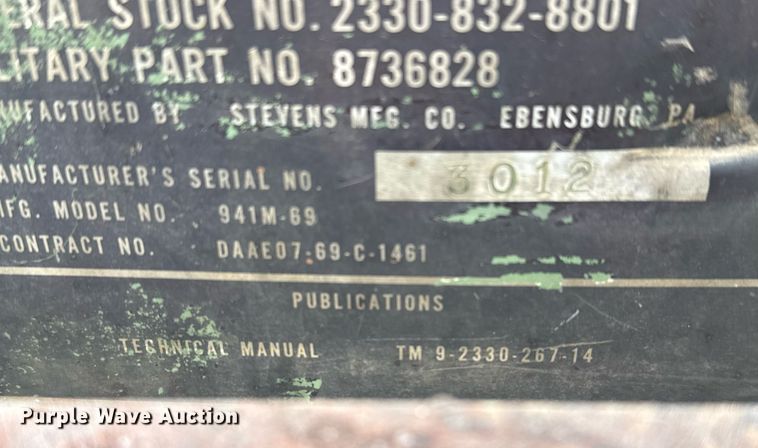 ERAL STOCK NO. 2330-832-8801
LITARY PART NO. 8736828
NUFACTURED BY STEVENS MFG. CO. EBENSBURG, PA.
ANUFACTURER'S SERIAL NO. 3012
FG. MODEL NO. 941M-69
CONTRACT NO. DAAE07-69-C-1461
PUBLICATIONS
TECHNICAL MANUAL TM 9-2330-267-14
Purple Wave Auction